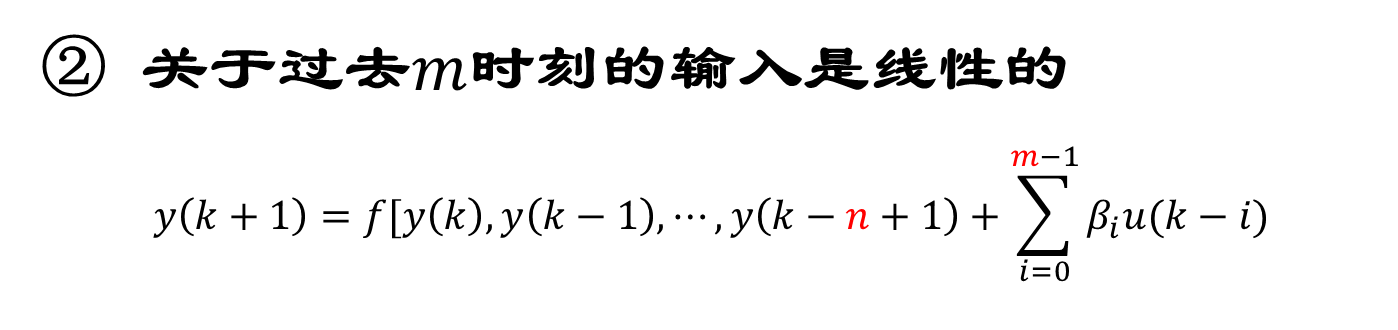 ② 关于过去m时刻的输入是线性的
y(k + 1) = f[y(k), y(k − 1), ⋯ , y(k − n + 1) + ∑_{i=0}^{m−1} β_i u(k − i)